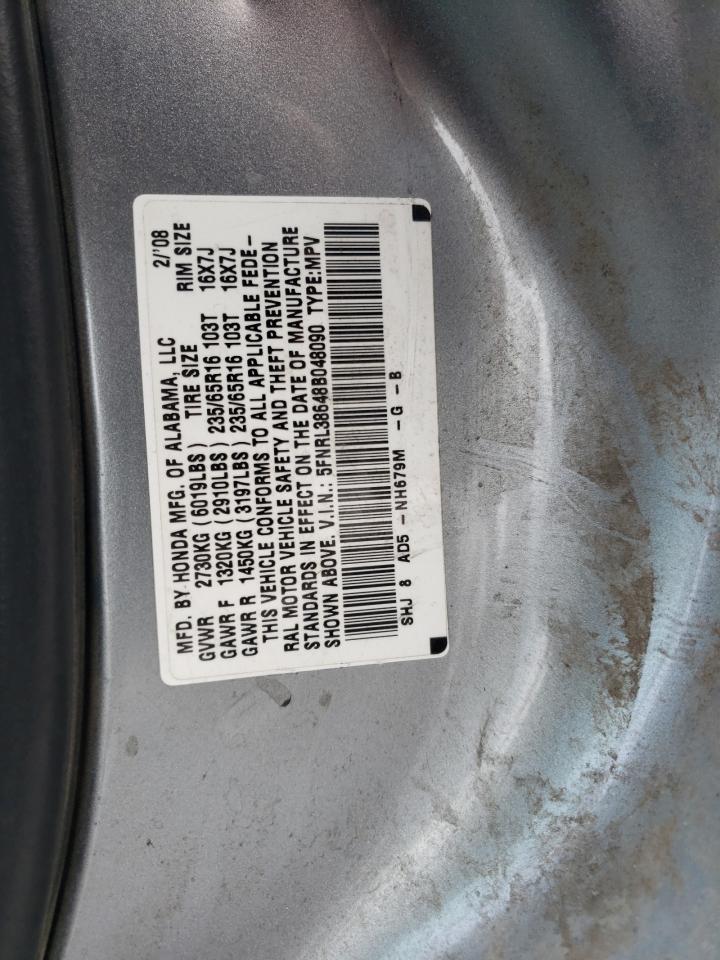 MFD. BY HONDA MFG. OF ALABAMA, LLC 2/'08
GVWR 2730KG (6019LBS) TIRE SIZE RIM SIZE
GAWR F 1320KG (2910LBS) 235/65R16 103T 16X7J
GAWR R 1450KG (3197LBS) 235/65R16 103T 16X7J
THIS VEHICLE CONFORMS TO ALL APPLICABLE FEDE-
RAL MOTOR VEHICLE SAFETY AND THEFT PREVENTION
STANDARDS IN EFFECT ON THE DATE OF MANUFACTURE
SHOWN ABOVE. V.I.N.: 5FNRL38648B048090 TYPE:MPV
SHJ 8 AD5 -NH679M -G -B